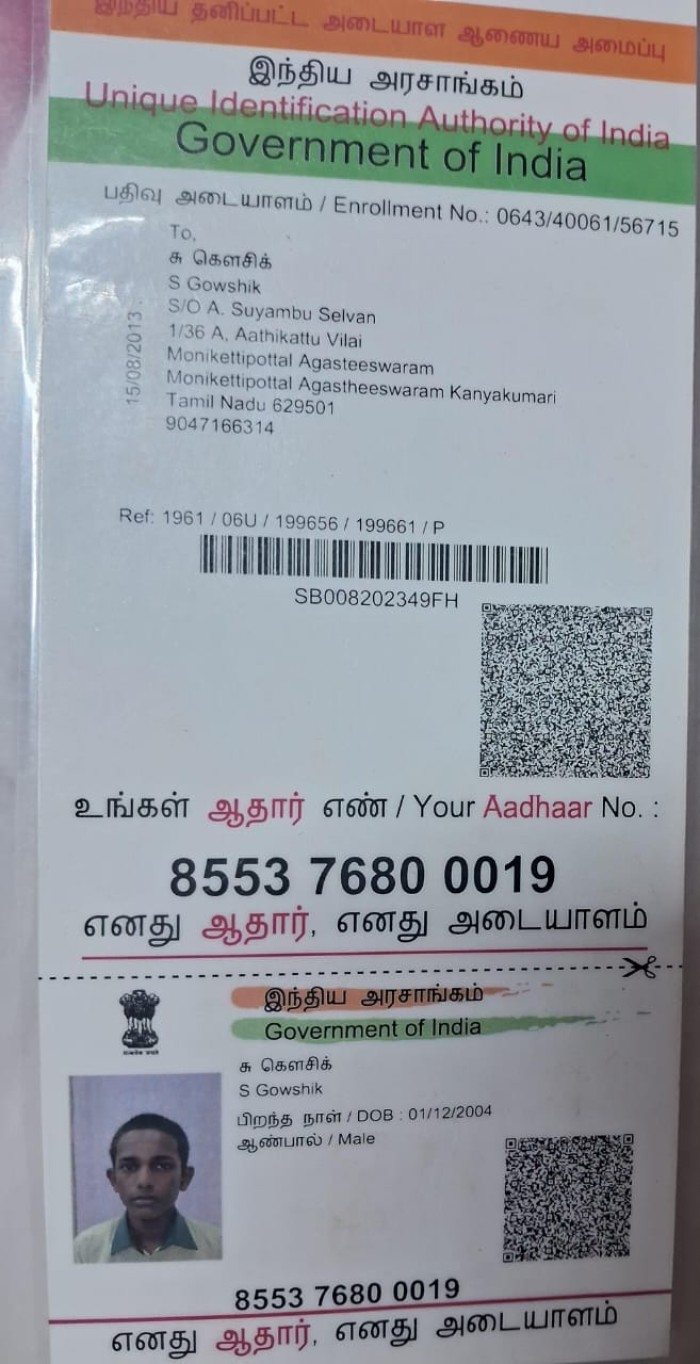 இந்திய தனிப்பட்ட அடையாள ஆணைய அமைப்பு
இந்திய அரசாங்கம்
Unique Identification Authority of India
Government of India
பதிவு அடையாளம் / Enrollment No.: 0643/40061/56715
To,
சு கௌசிக்
S Gowshik
S/O A. Suyambu Selvan
1/36 A, Aathikattu Vilai
Monikettipottal Agasteeswaram
Monikettipottal Agastheeswaram Kanyakumari
Tamil Nadu 629501
9047166314
15/08/2013
Ref: 1961 / 06U / 199656 / 199661 / P
SB008202349FH
உங்கள் ஆதார் எண் / Your Aadhaar No. :
8553 7680 0019
எனது ஆதார், எனது அடையாளம்
இந்திய அரசாங்கம்
Government of India
சு கௌசிக்
S Gowshik
பிறந்த நாள் / DOB : 01/12/2004
ஆண்பால் / Male
8553 7680 0019
எனது ஆதார், எனது அடையாளம்